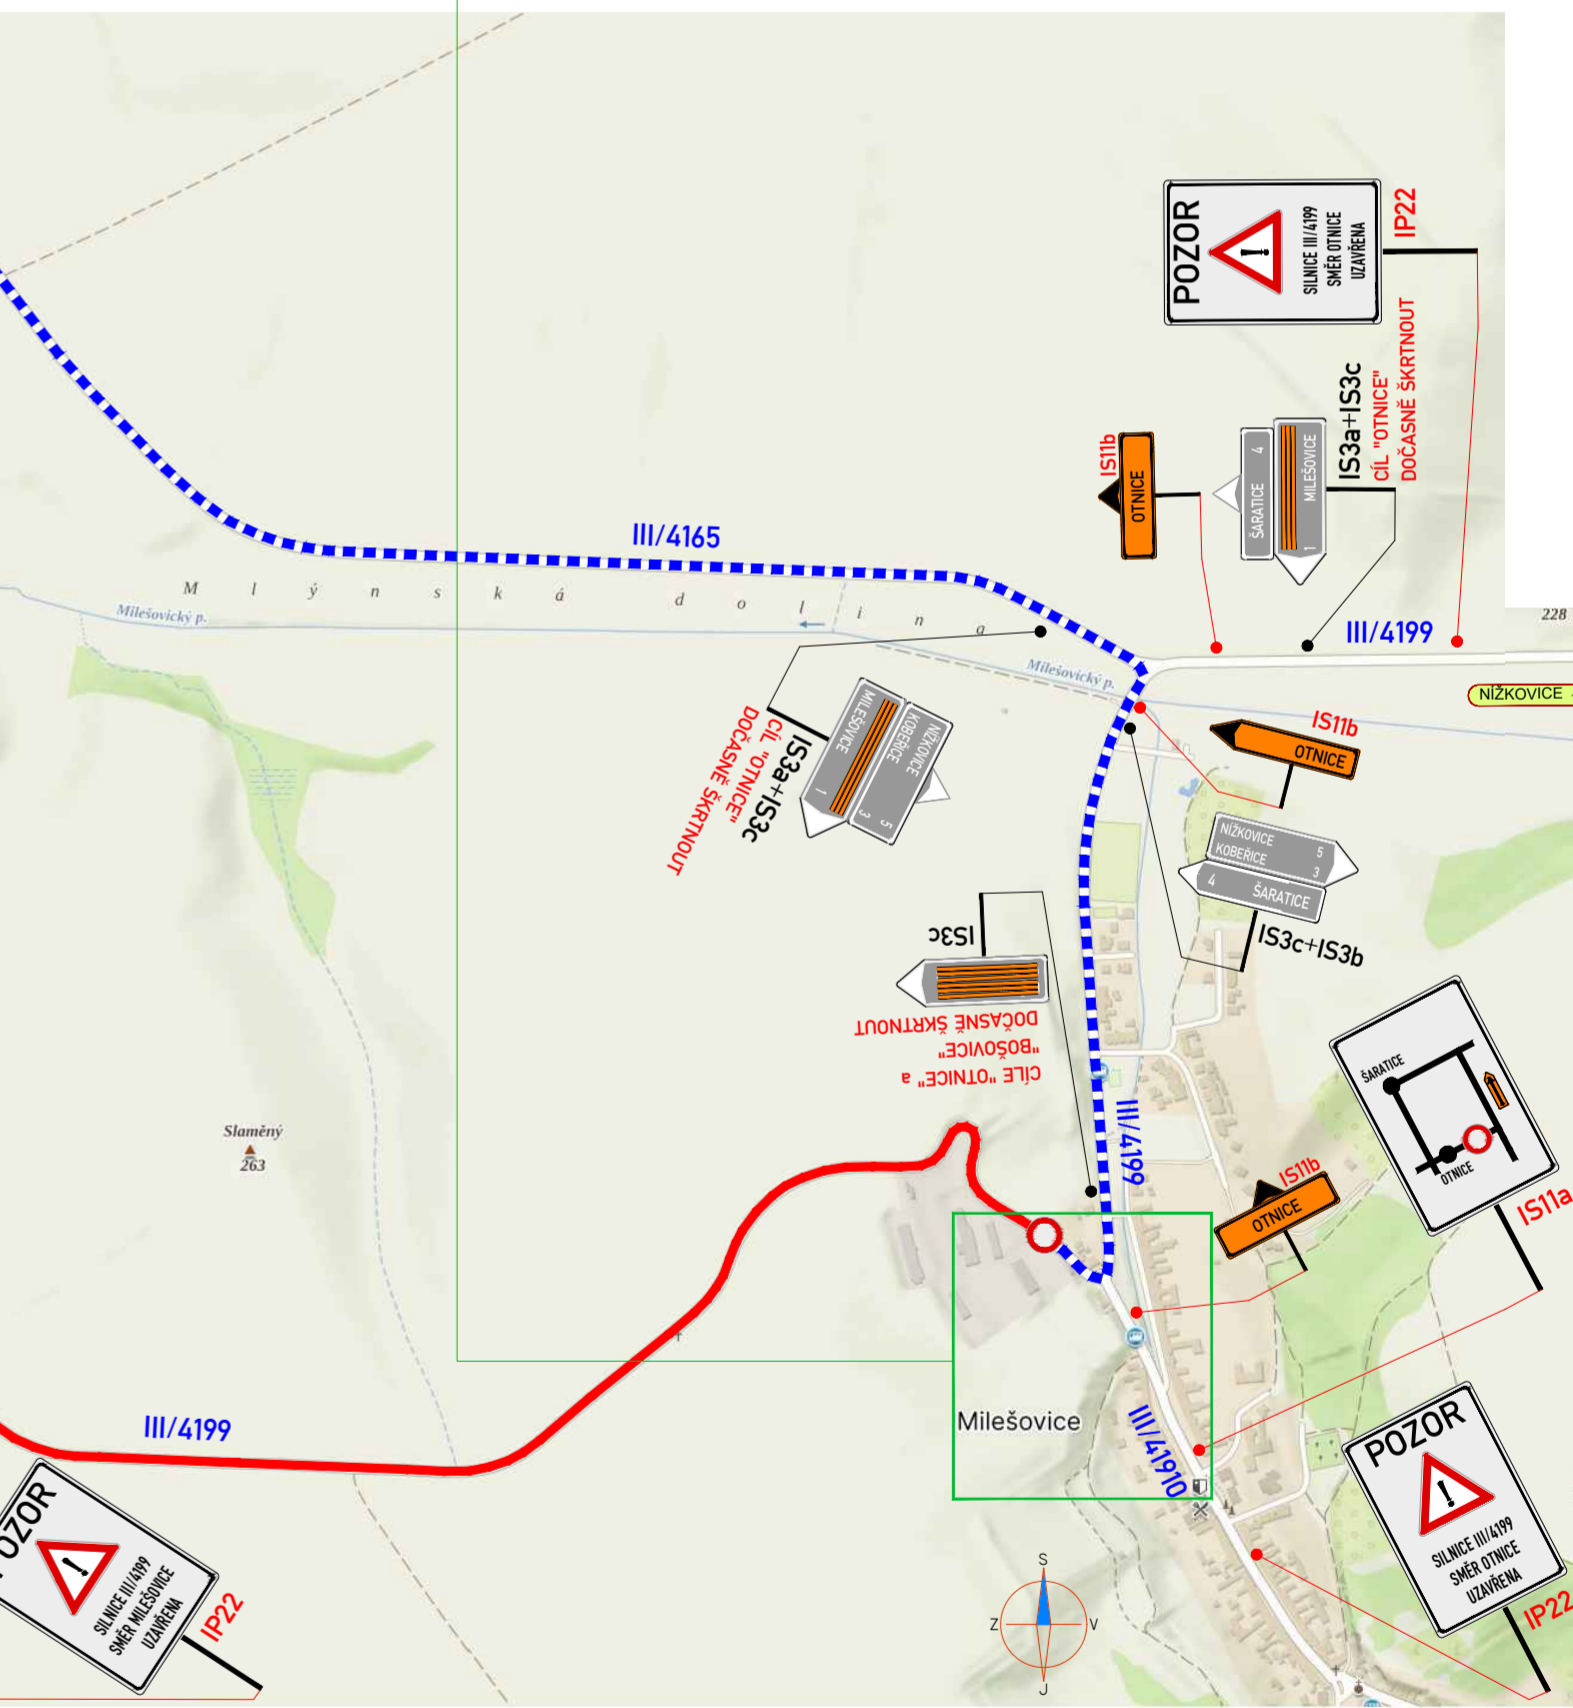 POZOR
SILNICE III/4199
SMĚR OTNICE
UZAVŘENA
IP22
IS11b
OTNICE
ŠARATICE 4
1 MILEŠOVICE
IS3a+IS3c
CÍL "OTNICE"
DOČASNĚ ŠKRTNOUT
III/4165
Mlýnská dolina
Milešovický p.
Milešovický p.
III/4199
228
NÍŽKOVICE
MILEŠOVICE 1
KOBEŘICE 3
NÍŽKOVICE 5
IS3a+IS3c
CÍL "OTNICE"
DOČASNĚ ŠKRTNOUT
IS11b
OTNICE
NÍŽKOVICE 5
KOBEŘICE 3
4 ŠARATICE
IS3c+IS3b
IS3c
CÍLE "OTNICE" a
"BOŠOVICE"
DOČASNĚ ŠKRTNOUT
III/4199
ŠARATICE
OTNICE
IS11a
IS11b
OTNICE
Slaměný
263
Milešovice
III/41910
III/4199
POZOR
SILNICE III/4199
SMĚR OTNICE
UZAVŘENA
IP22
OZOR
SILNICE III/4199
SMĚR MILEŠOVICE
UZAVŘENA
IP22
S
Z
V
J